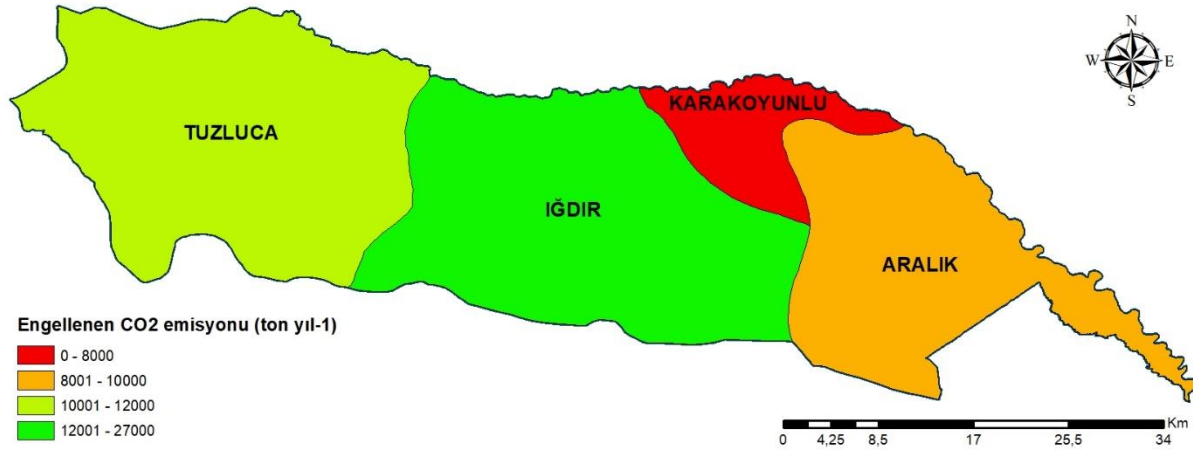 N
W E
S
KARAKOYUNLU
TUZLUCA
IĞDIR
ARALIK
Engellenen CO2 emisyonu (ton yıl-1)
0 - 8000
8001 - 10000
10001 - 12000
12001 - 27000
Km
0 4,25 8,5 17 25,5 34